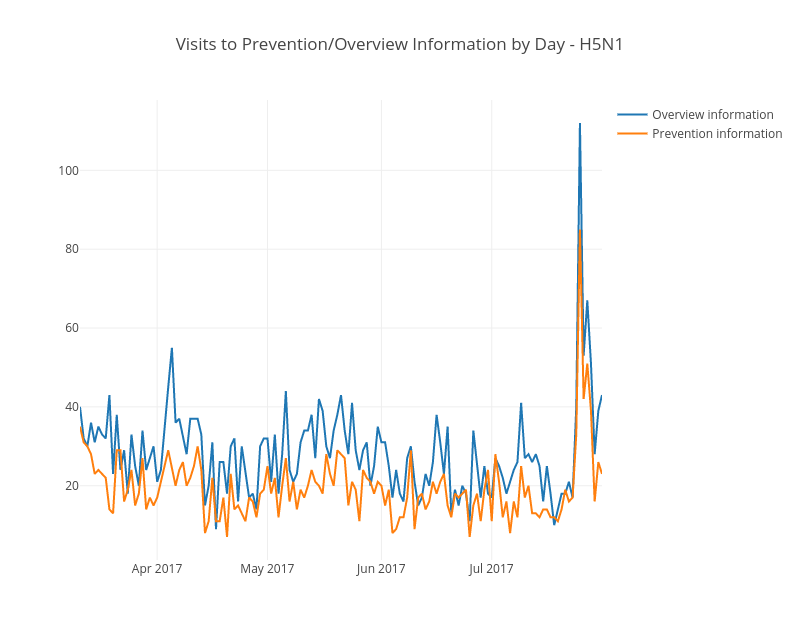 Visits to Prevention/Overview Information by Day - H5N1
Overview information
Prevention information
100
80
60
40
20
Apr 2017
May 2017
Jun 2017
Jul 2017